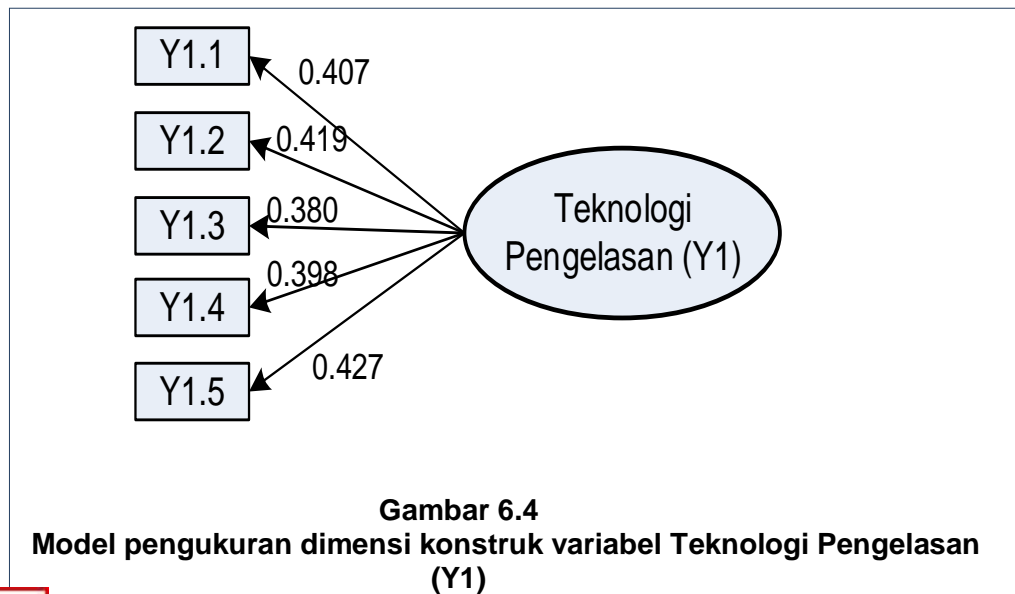 Y1.1
0.407
Y1.2
0.419
Y1.3
0.380
Y1.4
0.398
Y1.5
0.427
Teknologi
Pengelasan (Y1)
Gambar 6.4
Model pengukuran dimensi konstruk variabel Teknologi Pengelasan
(Y1)